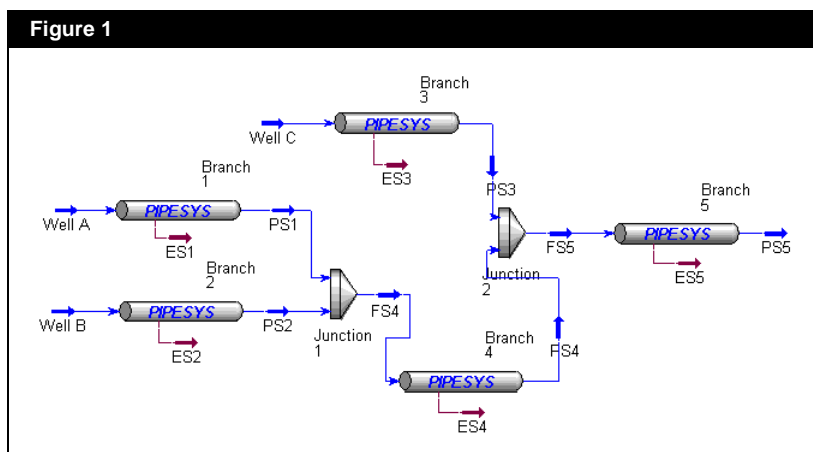 Figure 1
Branch
3
PIPESYS
Well C
ES3
PS3
Branch
1
PIPESYS
Well A
ES1
PS1
Branch
5
PIPESYS
FS5
PS5
ES5
Junction
2
Branch
2
PIPESYS
Well B
ES2
PS2
FS4
Junction
1
Branch
4
PIPESYS
PS4
ES4